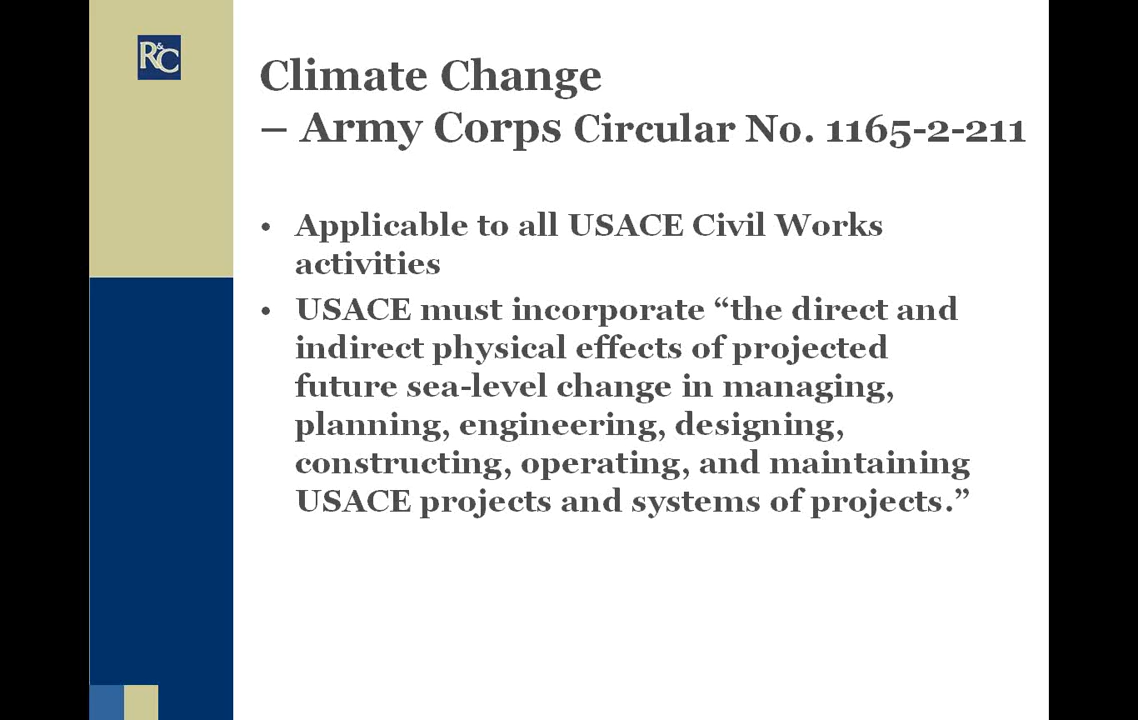 R&C
Climate Change
– Army Corps Circular No. 1165-2-211
• Applicable to all USACE Civil Works
activities
• USACE must incorporate “the direct and
indirect physical effects of projected
future sea-level change in managing,
planning, engineering, designing,
constructing, operating, and maintaining
USACE projects and systems of projects.”